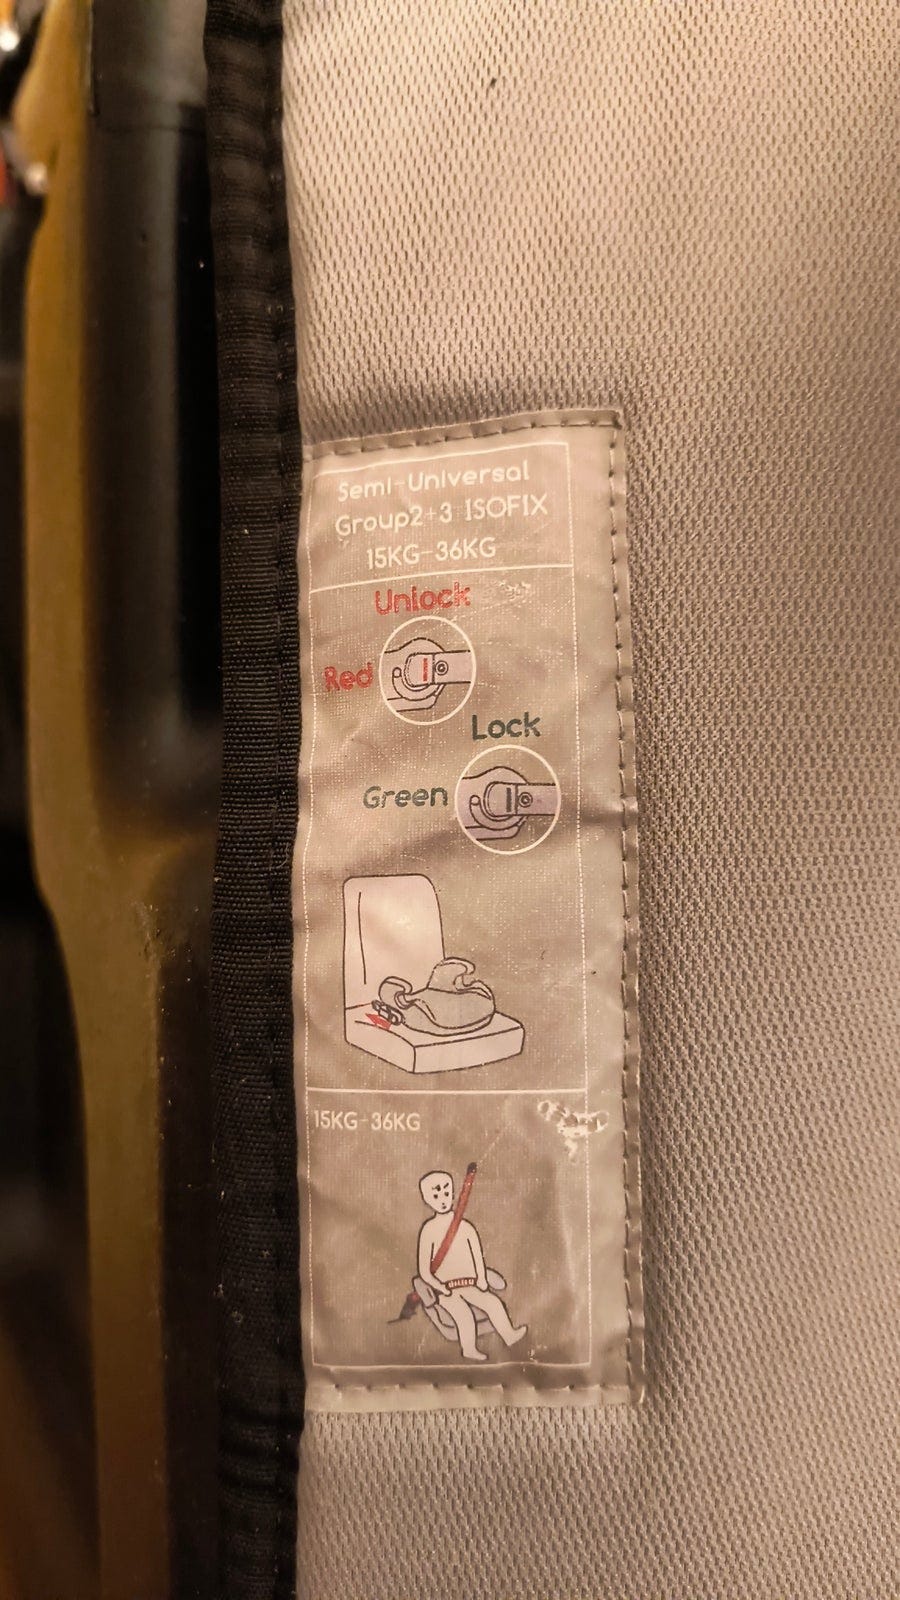 Semi-Universal
Group2+3 ISOFIX
15KG-36KG
Unlock
Red
Lock
Green
15KG-36KG